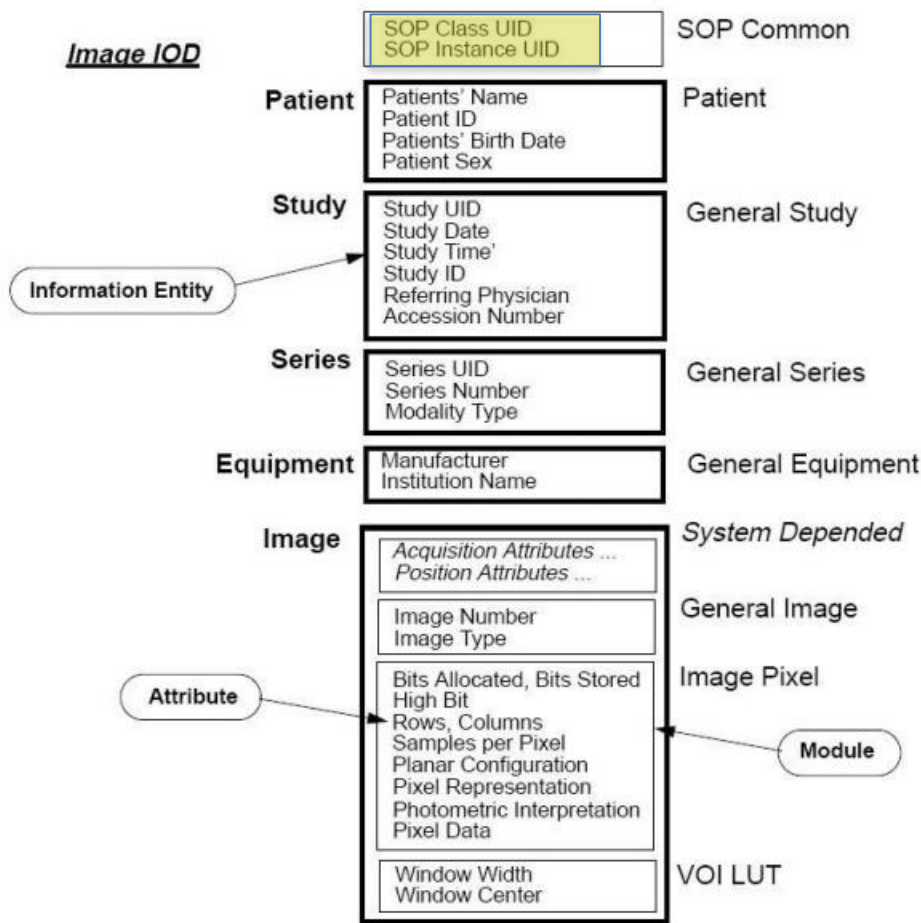 Image IOD
SOP Class UID
SOP Instance UID
SOP Common
Patient
Patients' Name
Patient ID
Patients' Birth Date
Patient Sex
Patient
Study
Study UID
Study Date
Study Time'
Study ID
Referring Physician
Accession Number
General Study
Information Entity
Series
Series UID
Series Number
Modality Type
General Series
Equipment
Manufacturer
Institution Name
General Equipment
Image
Acquisition Attributes ...
Position Attributes ...
System Depended
Image Number
Image Type
General Image
Bits Allocated, Bits Stored
High Bit
Rows, Columns
Samples per Pixel
Planar Configuration
Pixel Representation
Photometric Interpretation
Pixel Data
Image Pixel
Attribute
Module
Window Width
Window Center
VOI LUT